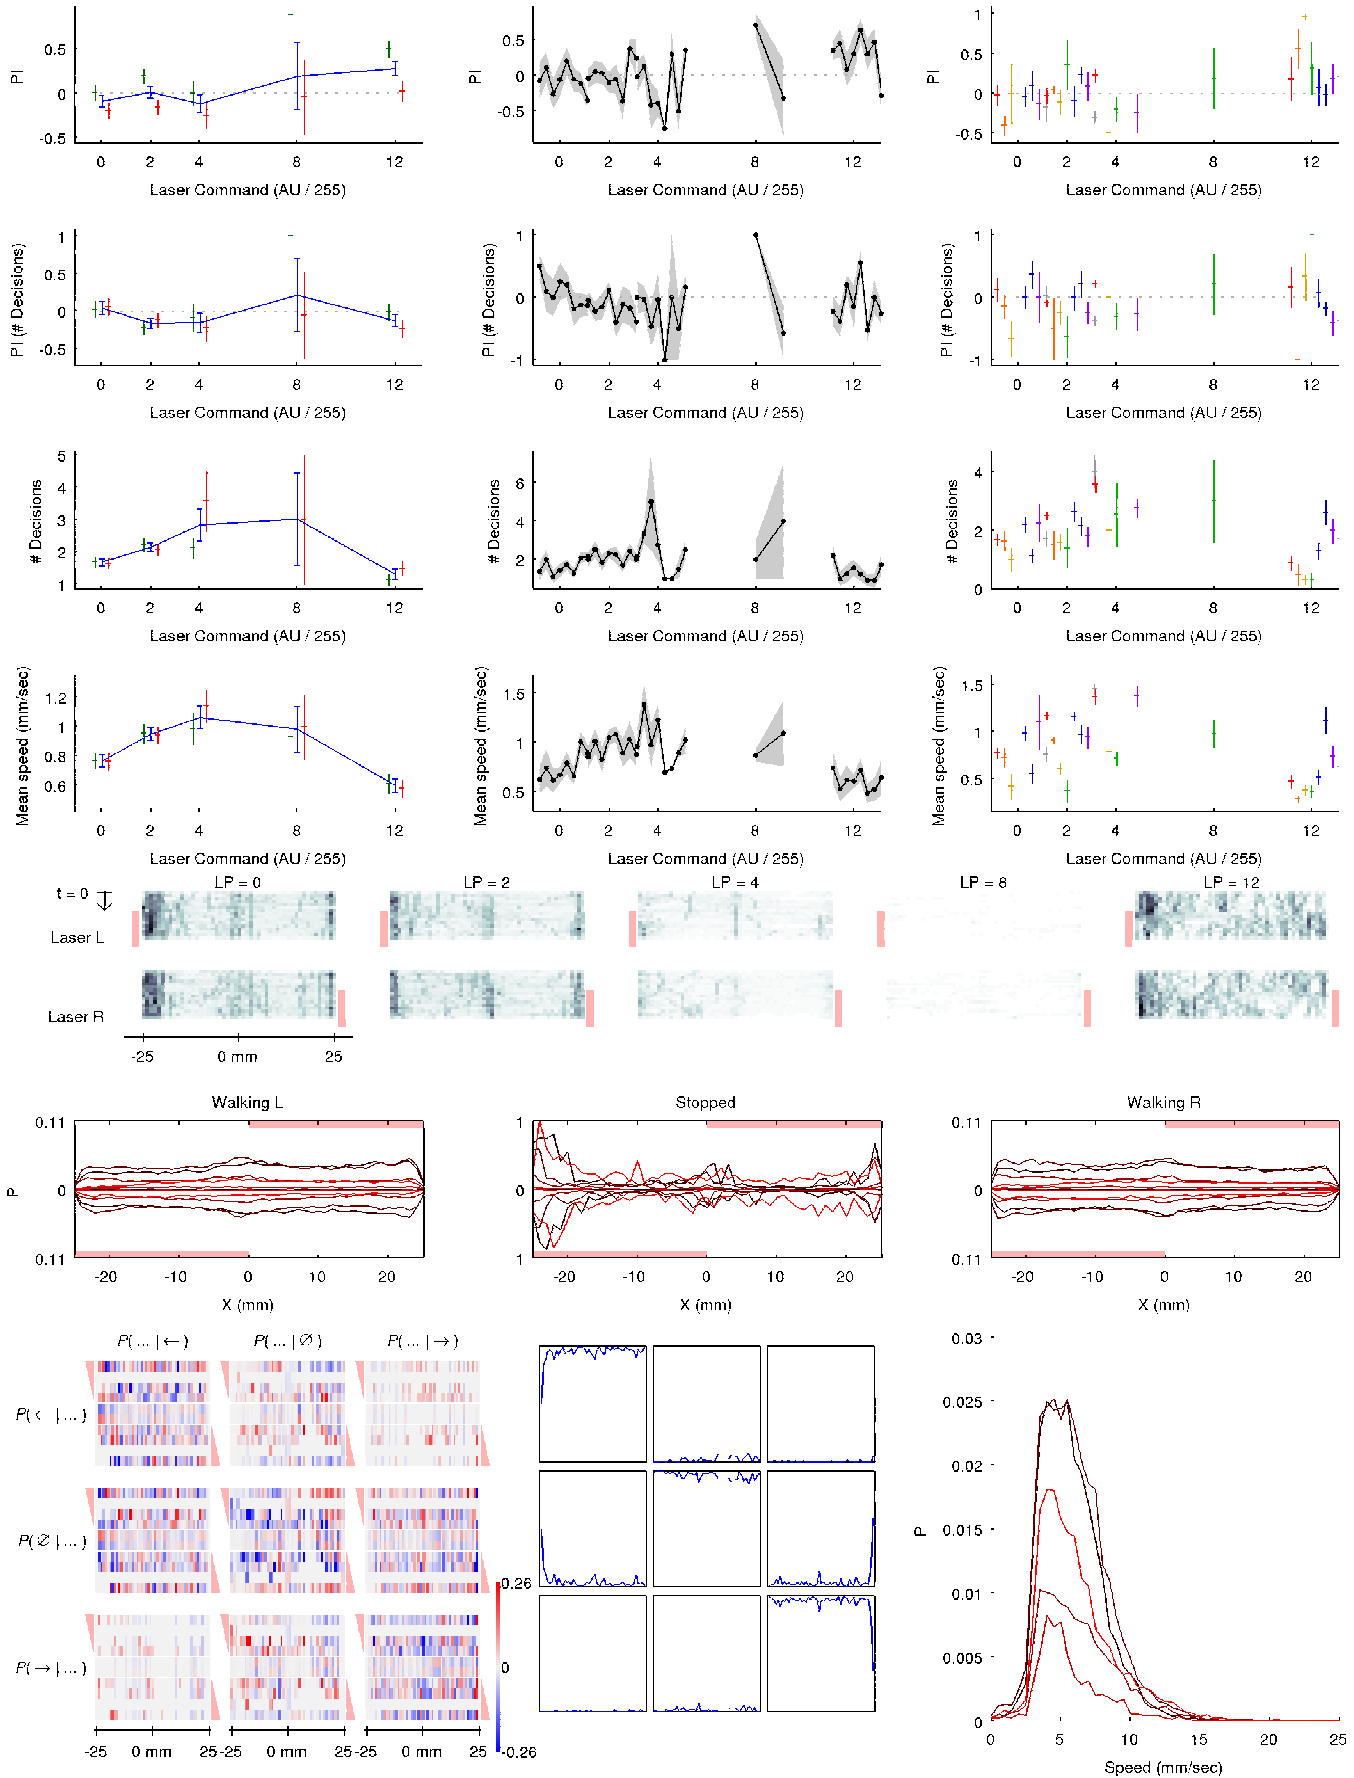 PI
0.5
0
-0.5
0 2 4 8 12
Laser Command (AU / 255)
PI
0.5
0
-0.5
0 4 8 12
Laser Command (AU / 255)
PI
1
0.5
0
-0.5
0 2 4 8 12
Laser Command (AU / 255)
PI (# Decisions)
1
0.5
0
-0.5
0 2 4 8 12
Laser Command (AU / 255)
PI (# Decisions)
1
0
-1
0 4 8 12
Laser Command (AU / 255)
PI (# Decisions)
1
0
-1
0 2 4 8 12
Laser Command (AU / 255)
# Decisions
5
4
3
2
1
0 2 4 8 12
Laser Command (AU / 255)
# Decisions
6
4
2
0 4 8 12
Laser Command (AU / 255)
# Decisions
4
2
0
0 2 4 8 12
Laser Command (AU / 255)
Mean speed (mm/sec)
1.2
1
0.8
0.6
0 2 4 8 12
Laser Command (AU / 255)
Mean speed (mm/sec)
1.5
1
0.5
0 4 8 12
Laser Command (AU / 255)
Mean speed (mm/sec)
1.5
1
0.5
0 2 4 8 12
Laser Command (AU / 255)
t = 0 LP = 0 LP = 2 LP = 4 LP = 8 LP = 12
Laser L
Laser R
-25 0 mm 25
Walking L
P
0.11
0
0.11
-20 -10 0 10 20
X (mm)
Stopped
1
0
1
-20 -10 0 10 20
X (mm)
Walking R
0.11
0
0.11
-20 -10 0 10 20
X (mm)
P( ... | ← ) P( ... | ∅ ) P( ... | → )
P( ← | ... )
P( ∅ | ... )
P( → | ... )
-25 0 mm 25 -25 0 mm 25 -25 0 mm 25
0.26
0
-0.26
P
0.03
0.025
0.02
0.015
0.01
0.005
0
0 5 10 15 20 25
Speed (mm/sec)